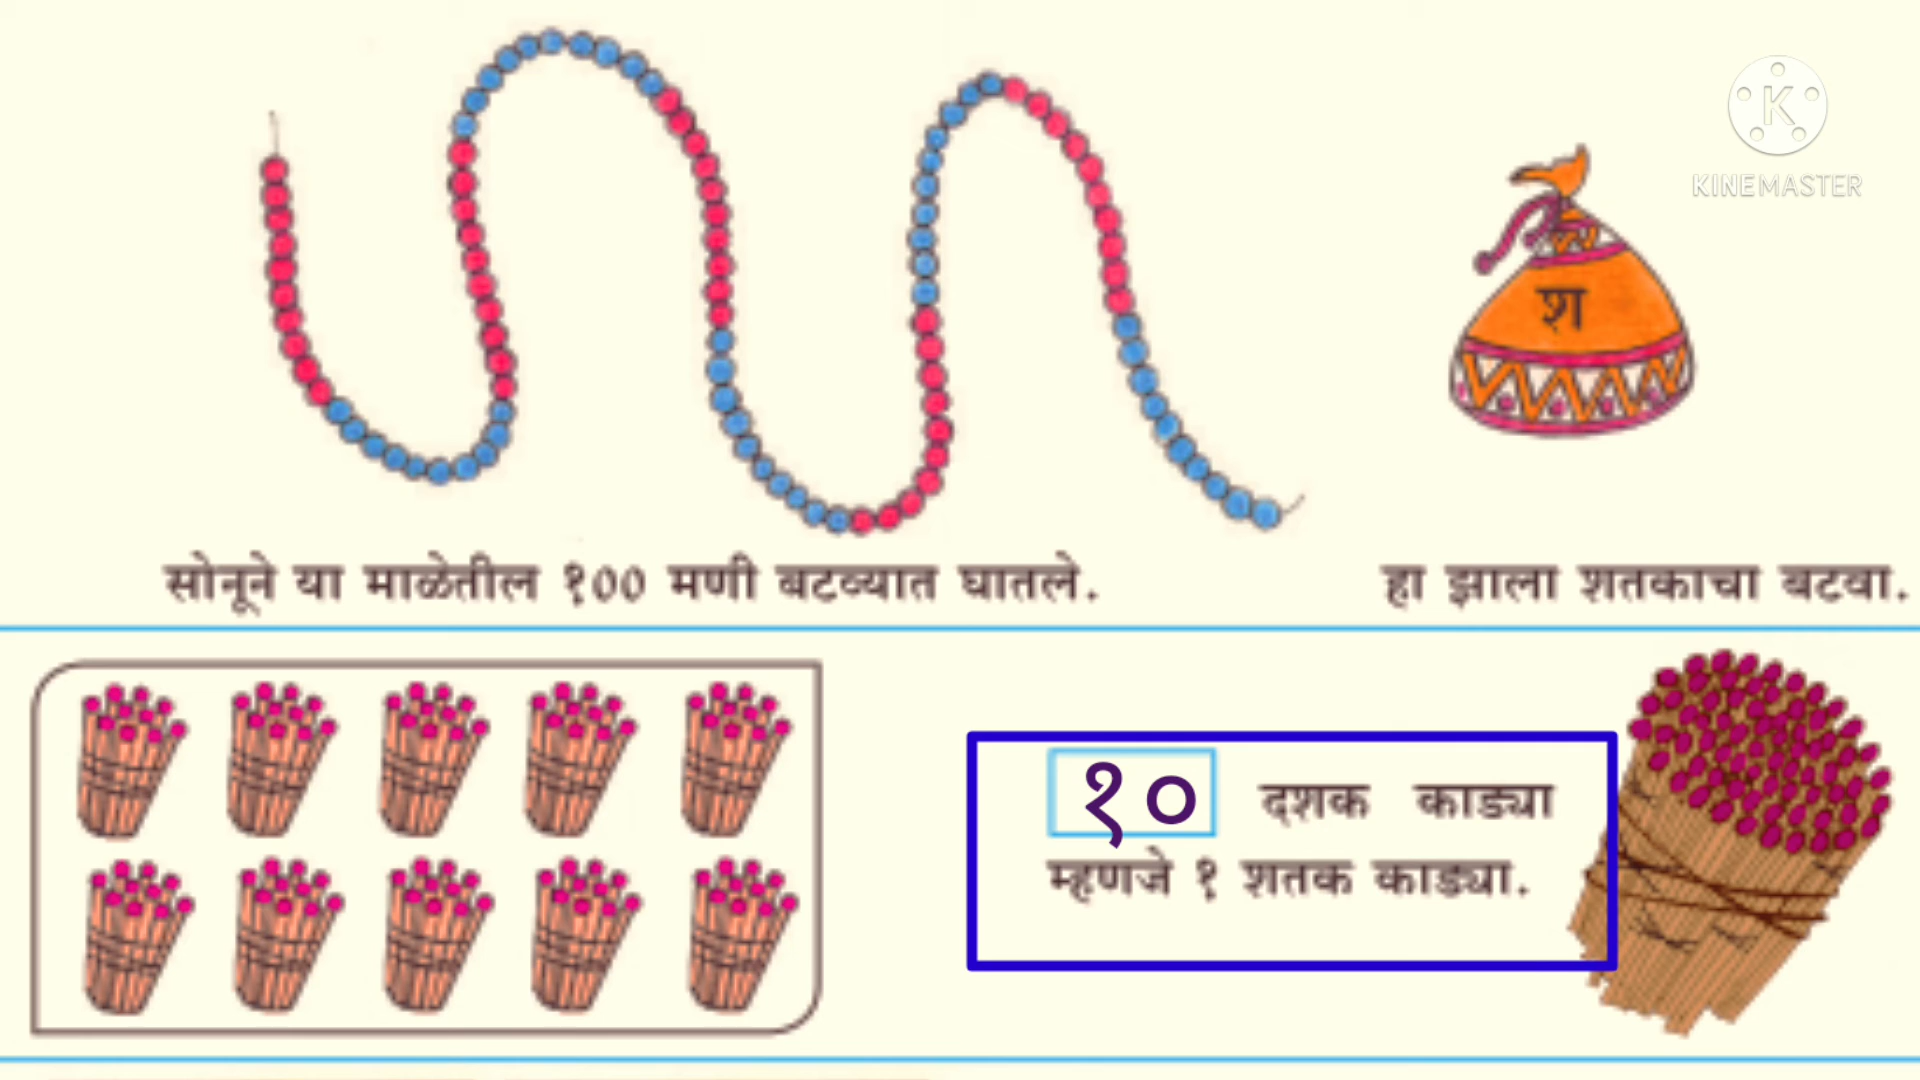 KINEMASTER
श
सोनूने या माळेतील १०० मणी बटव्यात घातले.
हा झाला शतकाचा बटवा.
१० दशक काड्या
म्हणजे १ शतक काड्या.